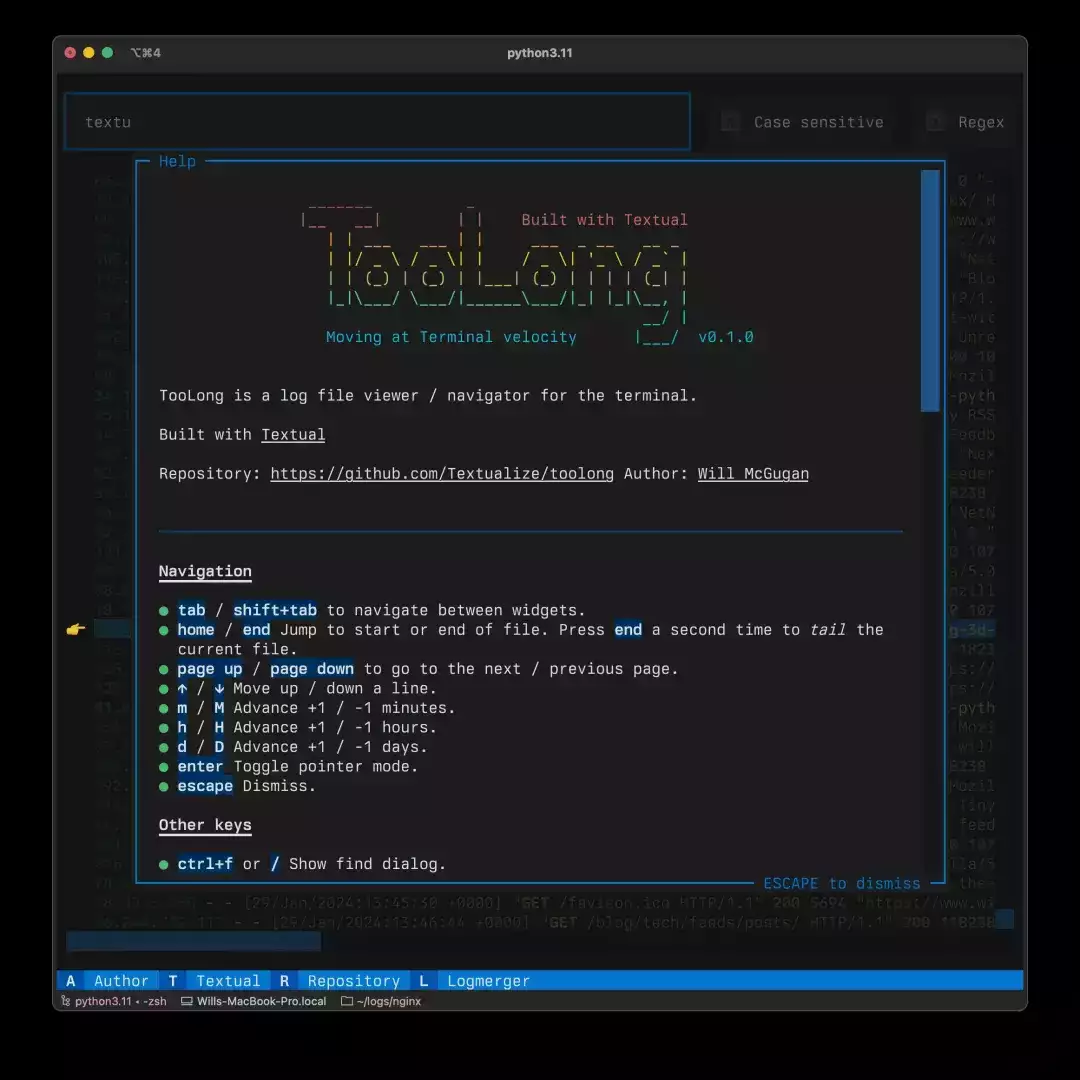 ⌥⌘4
python3.11
textu
Case sensitive
Regex
Help
TooLong
Built with Textual
Moving at Terminal velocity
v0.1.0
TooLong is a log file viewer / navigator for the terminal.
Built with Textual
Repository: https://github.com/Textualize/toolong Author: Will McGugan
Navigation
● tab / shift+tab to navigate between widgets.
● home / end Jump to start or end of file. Press end a second time to tail the
current file.
● page up / page down to go to the next / previous page.
● ↑ / ↓ Move up / down a line.
● m / M Advance +1 / -1 minutes.
● h / H Advance +1 / -1 hours.
● d / D Advance +1 / -1 days.
● enter Toggle pointer mode.
● escape Dismiss.
Other keys
● ctrl+f or / Show find dialog.
ESCAPE to dismiss
- - [29/Jan/2024:13:45:30 +0000] "GET /favicon.ico HTTP/1.1" 200 5694 "https://www.wi
- - [29/Jan/2024:13:46:44 +0000] "GET /blog/tech/feeds/posts/ HTTP/1.1" 200 118238
A Author T Textual R Repository L Logmerger
python3.11 • -zsh Wills-MacBook-Pro.local ~/logs/nginx